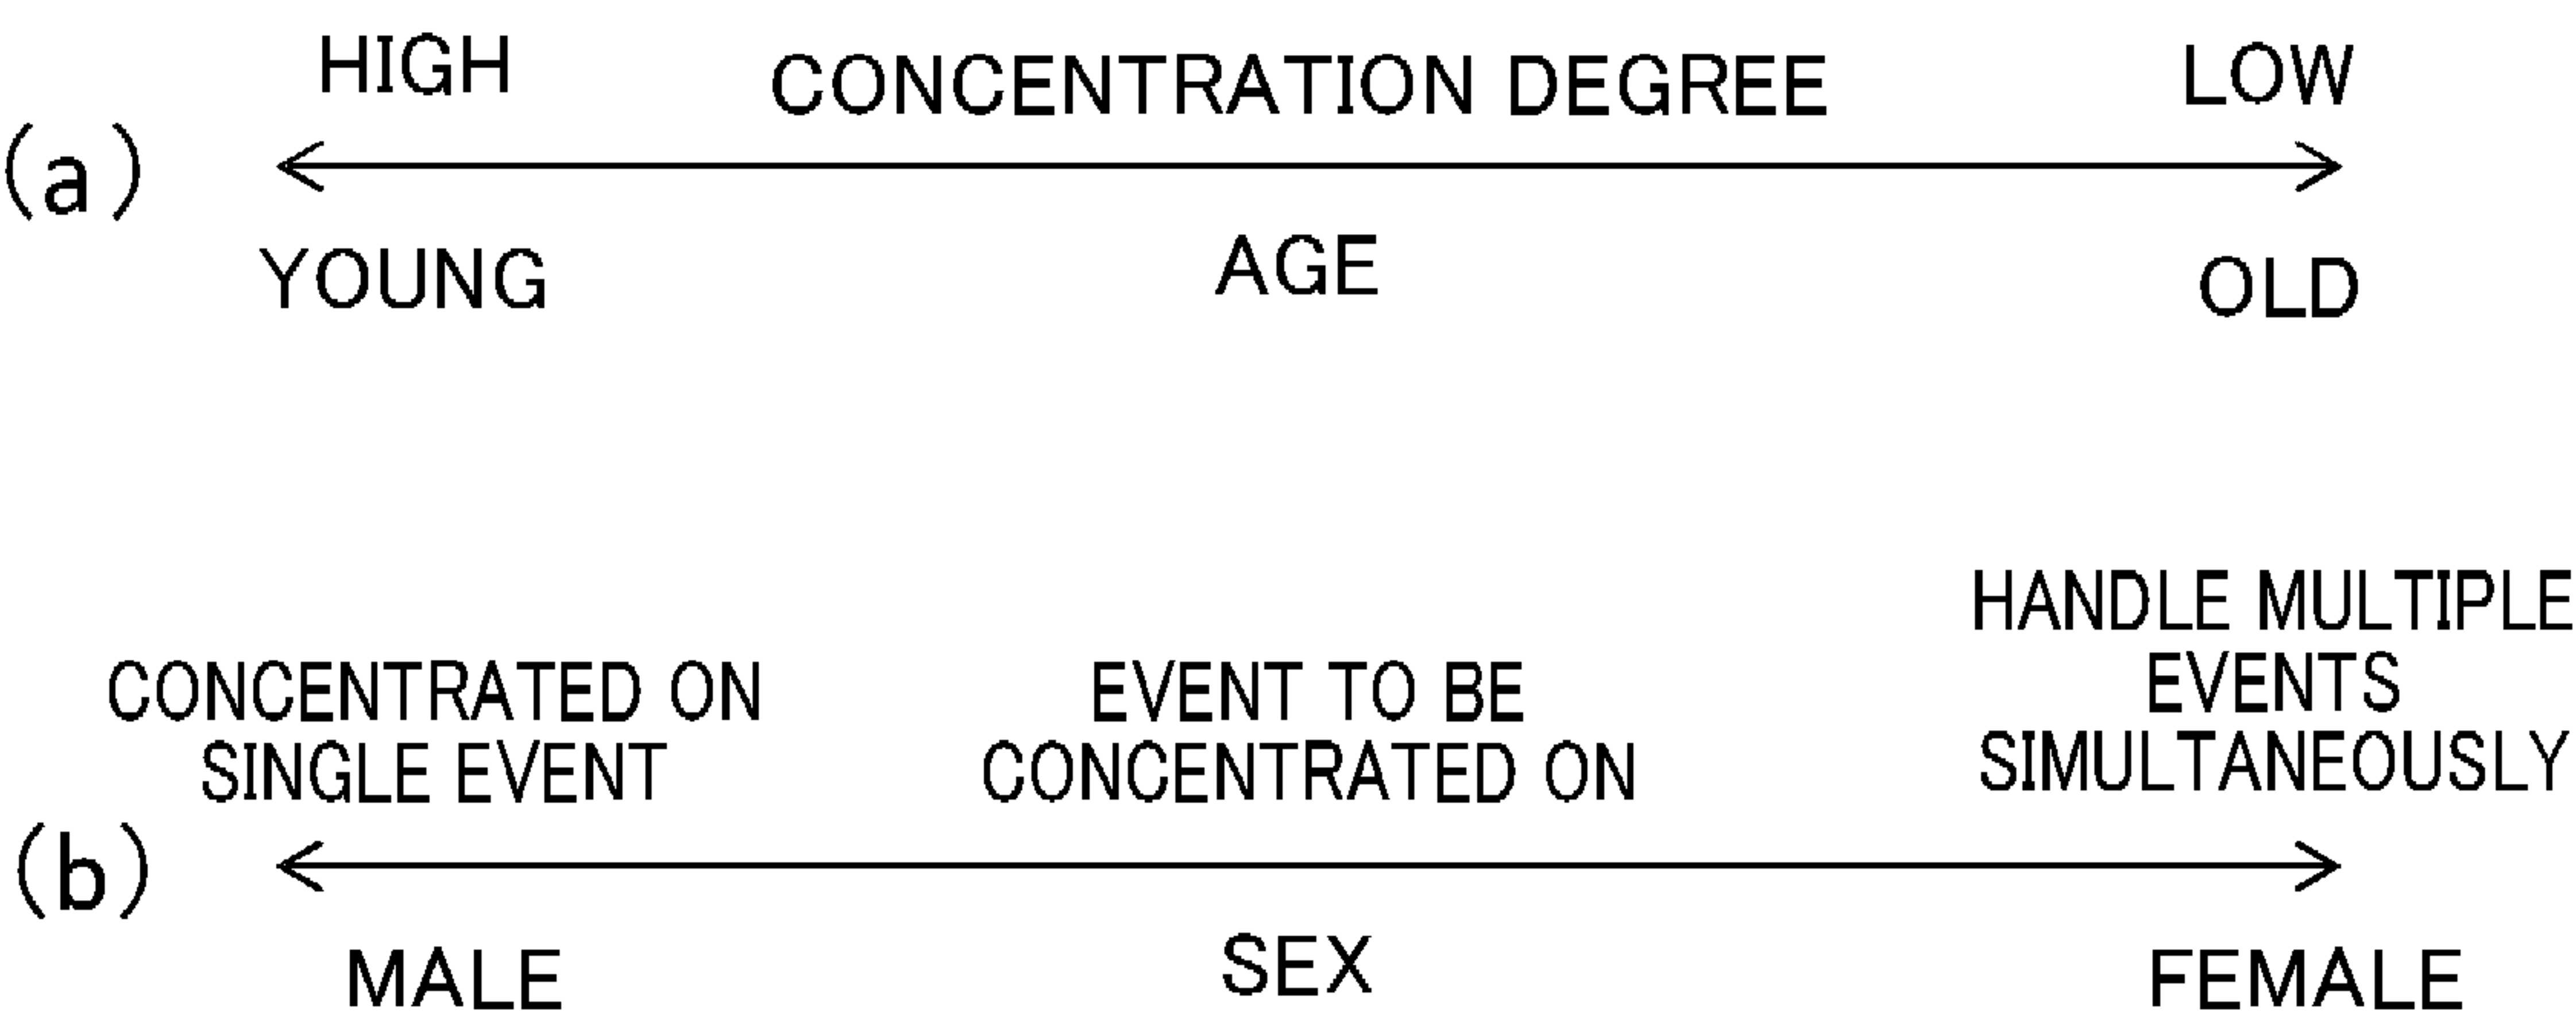 HIGH CONCENTRATION DEGREE LOW
(a)
YOUNG AGE OLD
HANDLE MULTIPLE
CONCENTRATED ON EVENT TO BE EVENTS
SINGLE EVENT CONCENTRATED ON SIMULTANEOUSLY
(b)
MALE SEX FEMALE